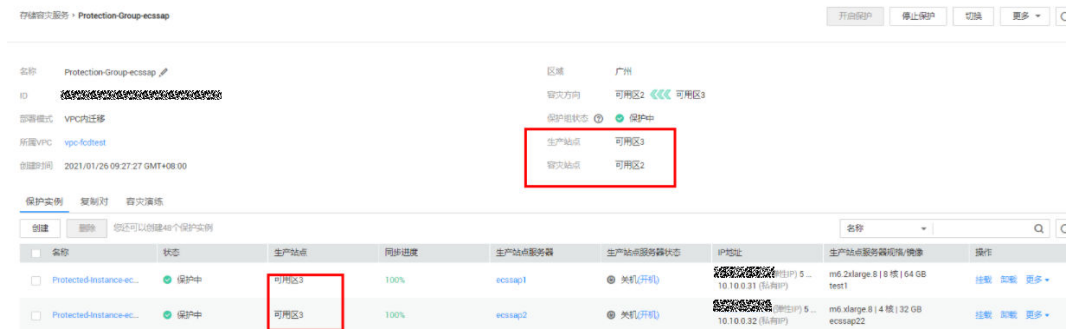 存储容灾服务 > Protection-Group-ecssap
开启保护 停止保护 切换 更多
名称 Protection-Group-ecssap 区域 广州
ID 容灾方向 可用区2 可用区3
部署模式 VPC内迁移 保护组状态 保护中
所属VPC vpc-fcdtest 生产站点 可用区3
创建时间 2021/01/26 09:27:27 GMT+08:00 容灾站点 可用区2
保护实例 复制对 容灾演练
创建 删除 您还可以创建48个保护实例 名称
名称 状态 生产站点 同步进度 生产站点服务器 生产站点服务器状态 IP地址 生产站点服务器规格/镜像 操作
Protected-Instance-ec... 保护中 可用区3 100% ecssap1 关机(开机) (弹性IP) 5 ... m6.2xlarge.8 | 8 核 | 64 GB 挂载 卸载 更多
10.10.0.31 (私有IP) test1
Protected-Instance-ec... 保护中 可用区3 100% ecssap2 关机(开机) (弹性IP) 5 ... m6.xlarge.8 | 4 核 | 32 GB 挂载 卸载 更多
10.10.0.32 (私有IP) ecssap22